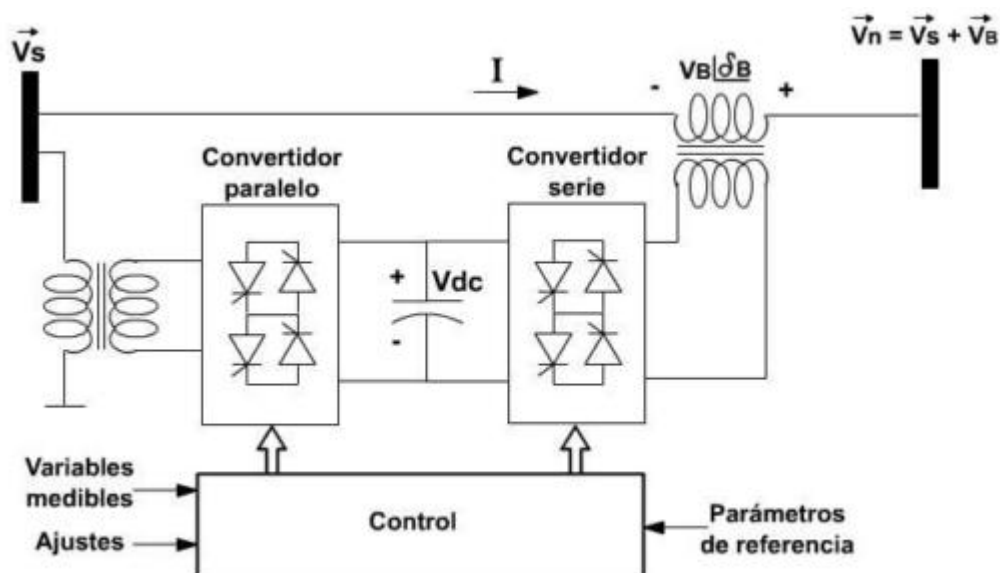 Vs
Vn = Vs + VB
I
VB|δB
- +
Convertidor
paralelo
Convertidor
serie
+
Vdc
-
Variables
medibles
Ajustes
Control
Parámetros
de referencia